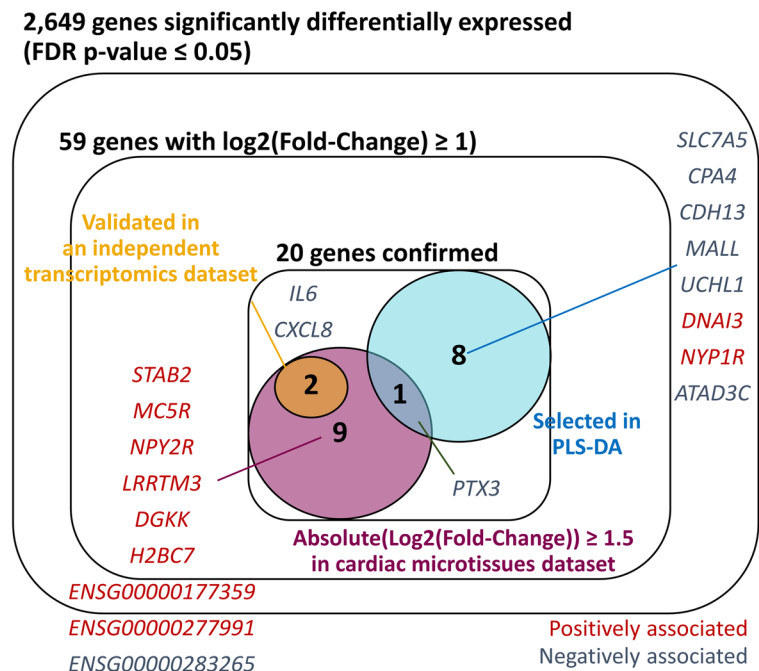 2,649 genes significantly differentially expressed
(FDR p-value ≤ 0.05)
59 genes with log2(Fold-Change) ≥ 1)
SLC7A5
CPA4
CDH13
MALL
UCHL1
DNAI3
NYP1R
ATAD3C
Validated in
an independent
transcriptomics dataset
20 genes confirmed
IL6
CXCL8
8
2
1
9
STAB2
MC5R
NPY2R
LRRTM3
DGKK
H2BC7
ENSG00000177359
ENSG00000277991
ENSG00000283265
Selected in
PLS-DA
PTX3
Absolute(Log2(Fold-Change)) ≥ 1.5
in cardiac microtissues dataset
Positively associated
Negatively associated